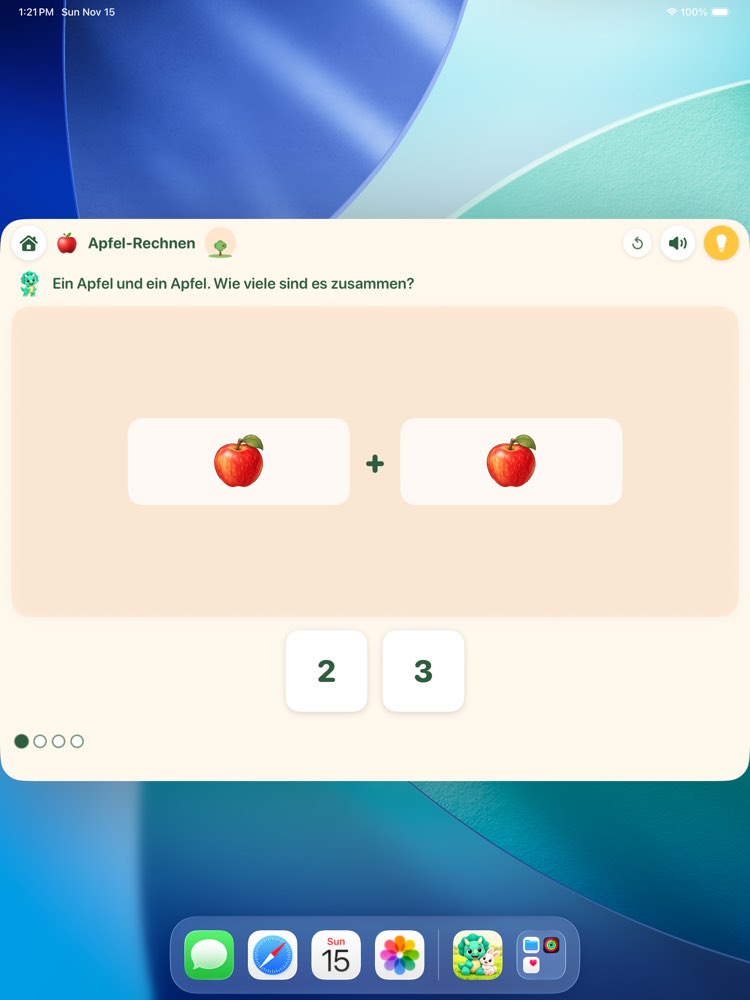 1:21 PM Sun Nov 15
100%
Apfel-Rechnen
Ein Apfel und ein Apfel. Wie viele sind es zusammen?
+
2 3
Sun
15